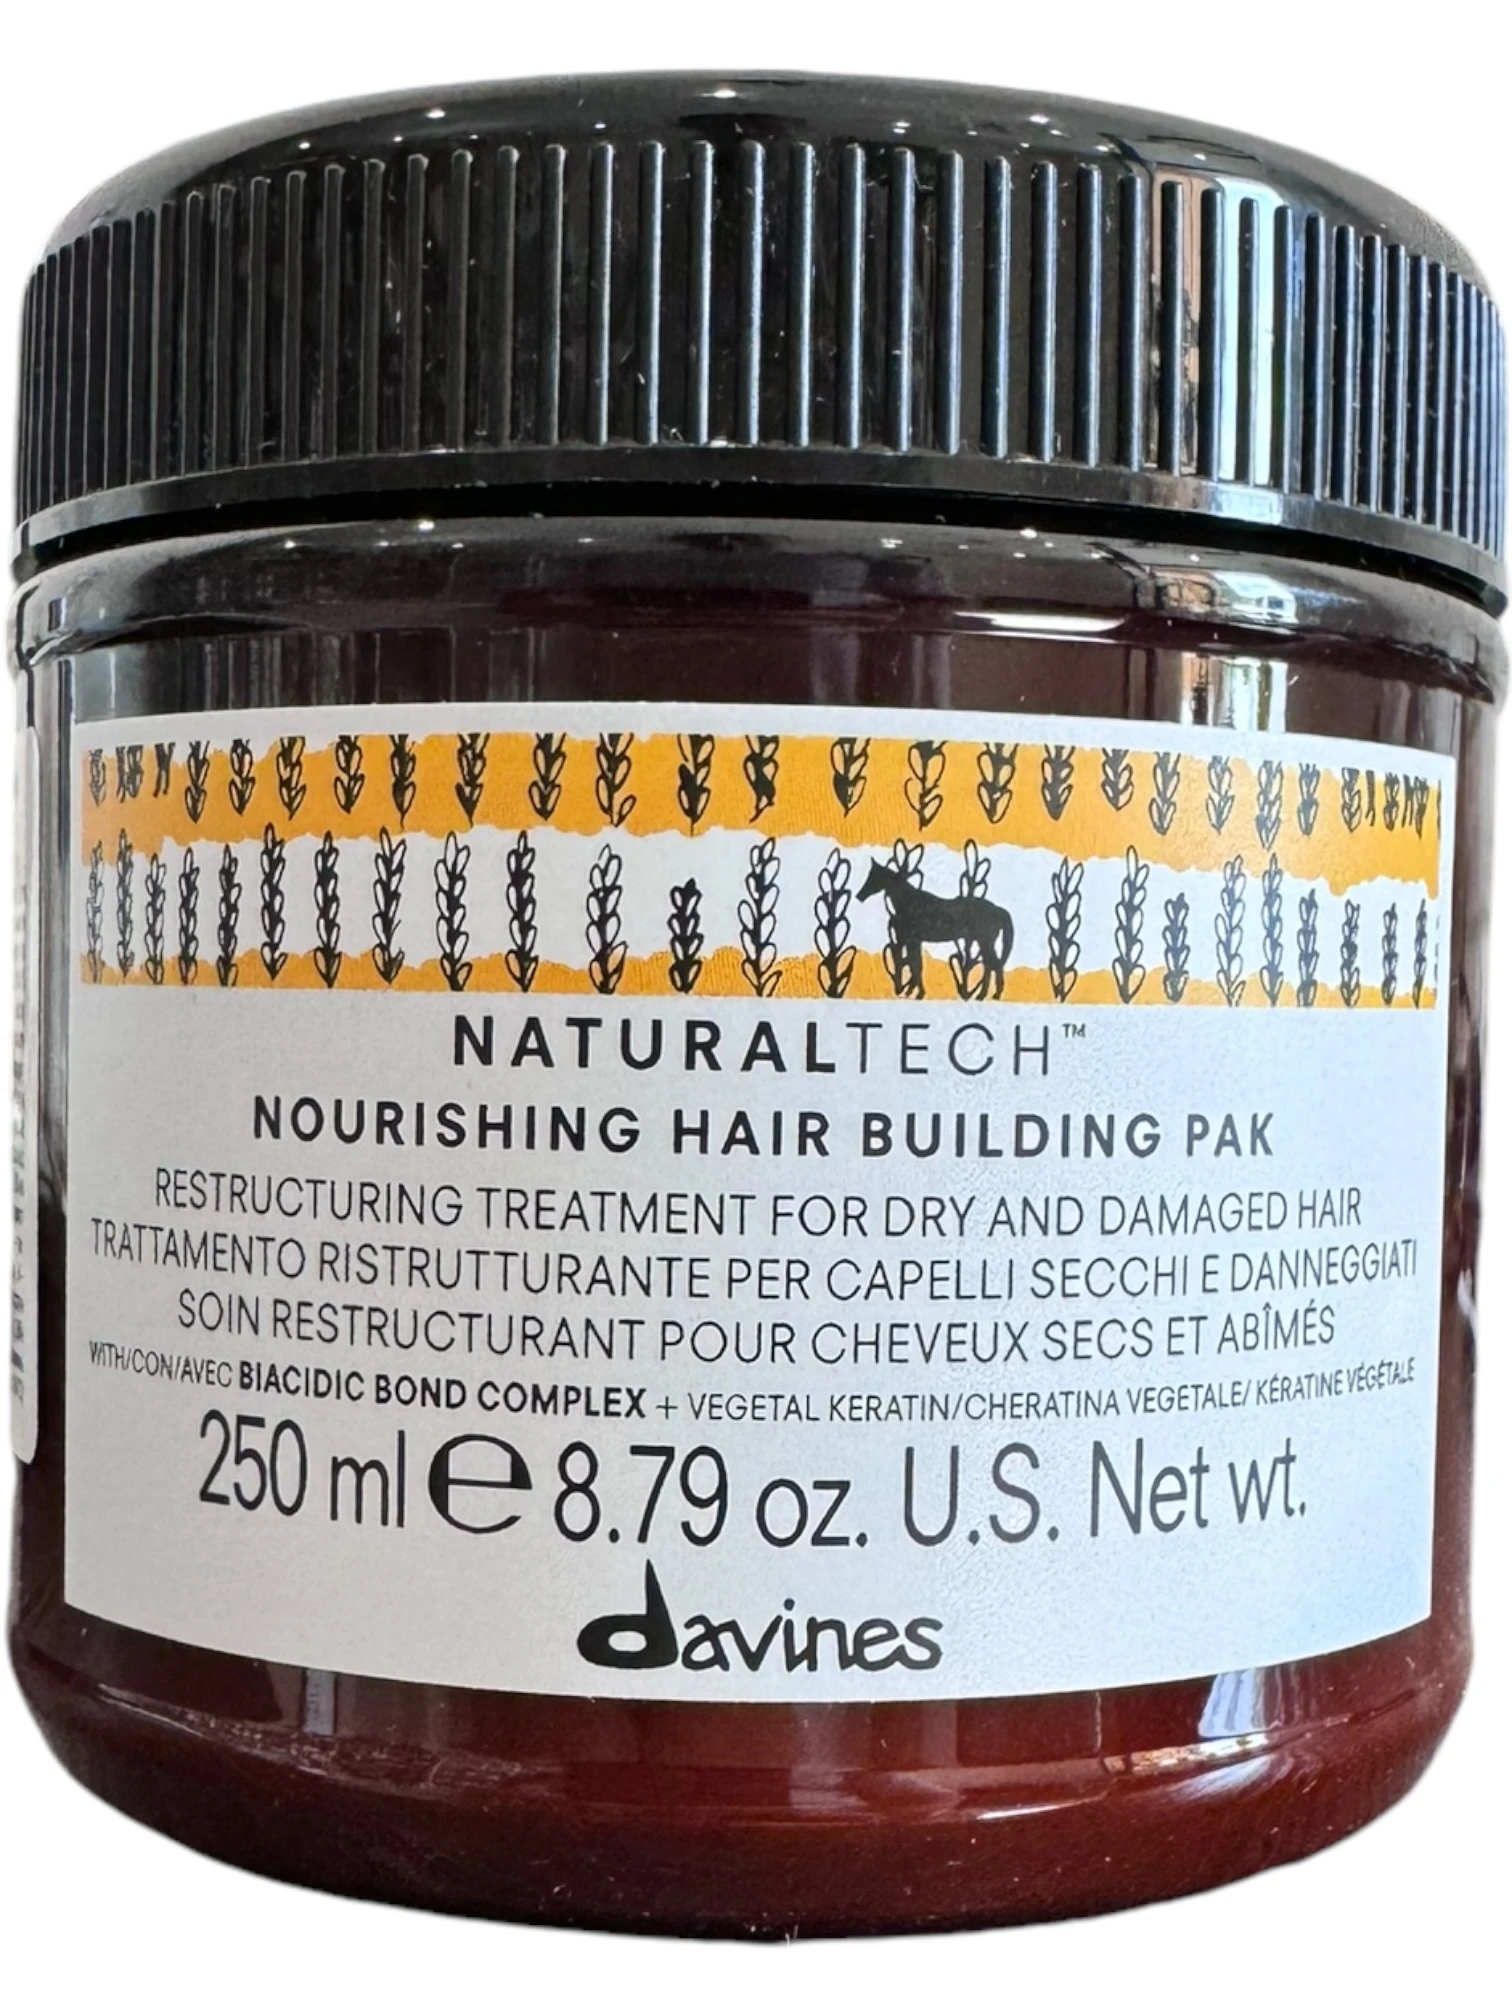 NATURALTECH™
NOURISHING HAIR BUILDING PAK
RESTRUCTURING TREATMENT FOR DRY AND DAMAGED HAIR
TRATTAMENTO RISTRUTTURANTE PER CAPELLI SECCHI E DANNEGGIATI
SOIN RESTRUCTURANT POUR CHEVEUX SECS ET ABÎMÉS
WITH/CON/AVEC BIACIDIC BOND COMPLEX + VEGETAL KERATIN/CHERATINA VEGETALE/ KÉRATINE VÉGÉTALE
250 ml e 8.79 oz. U.S. Net wt.
davines